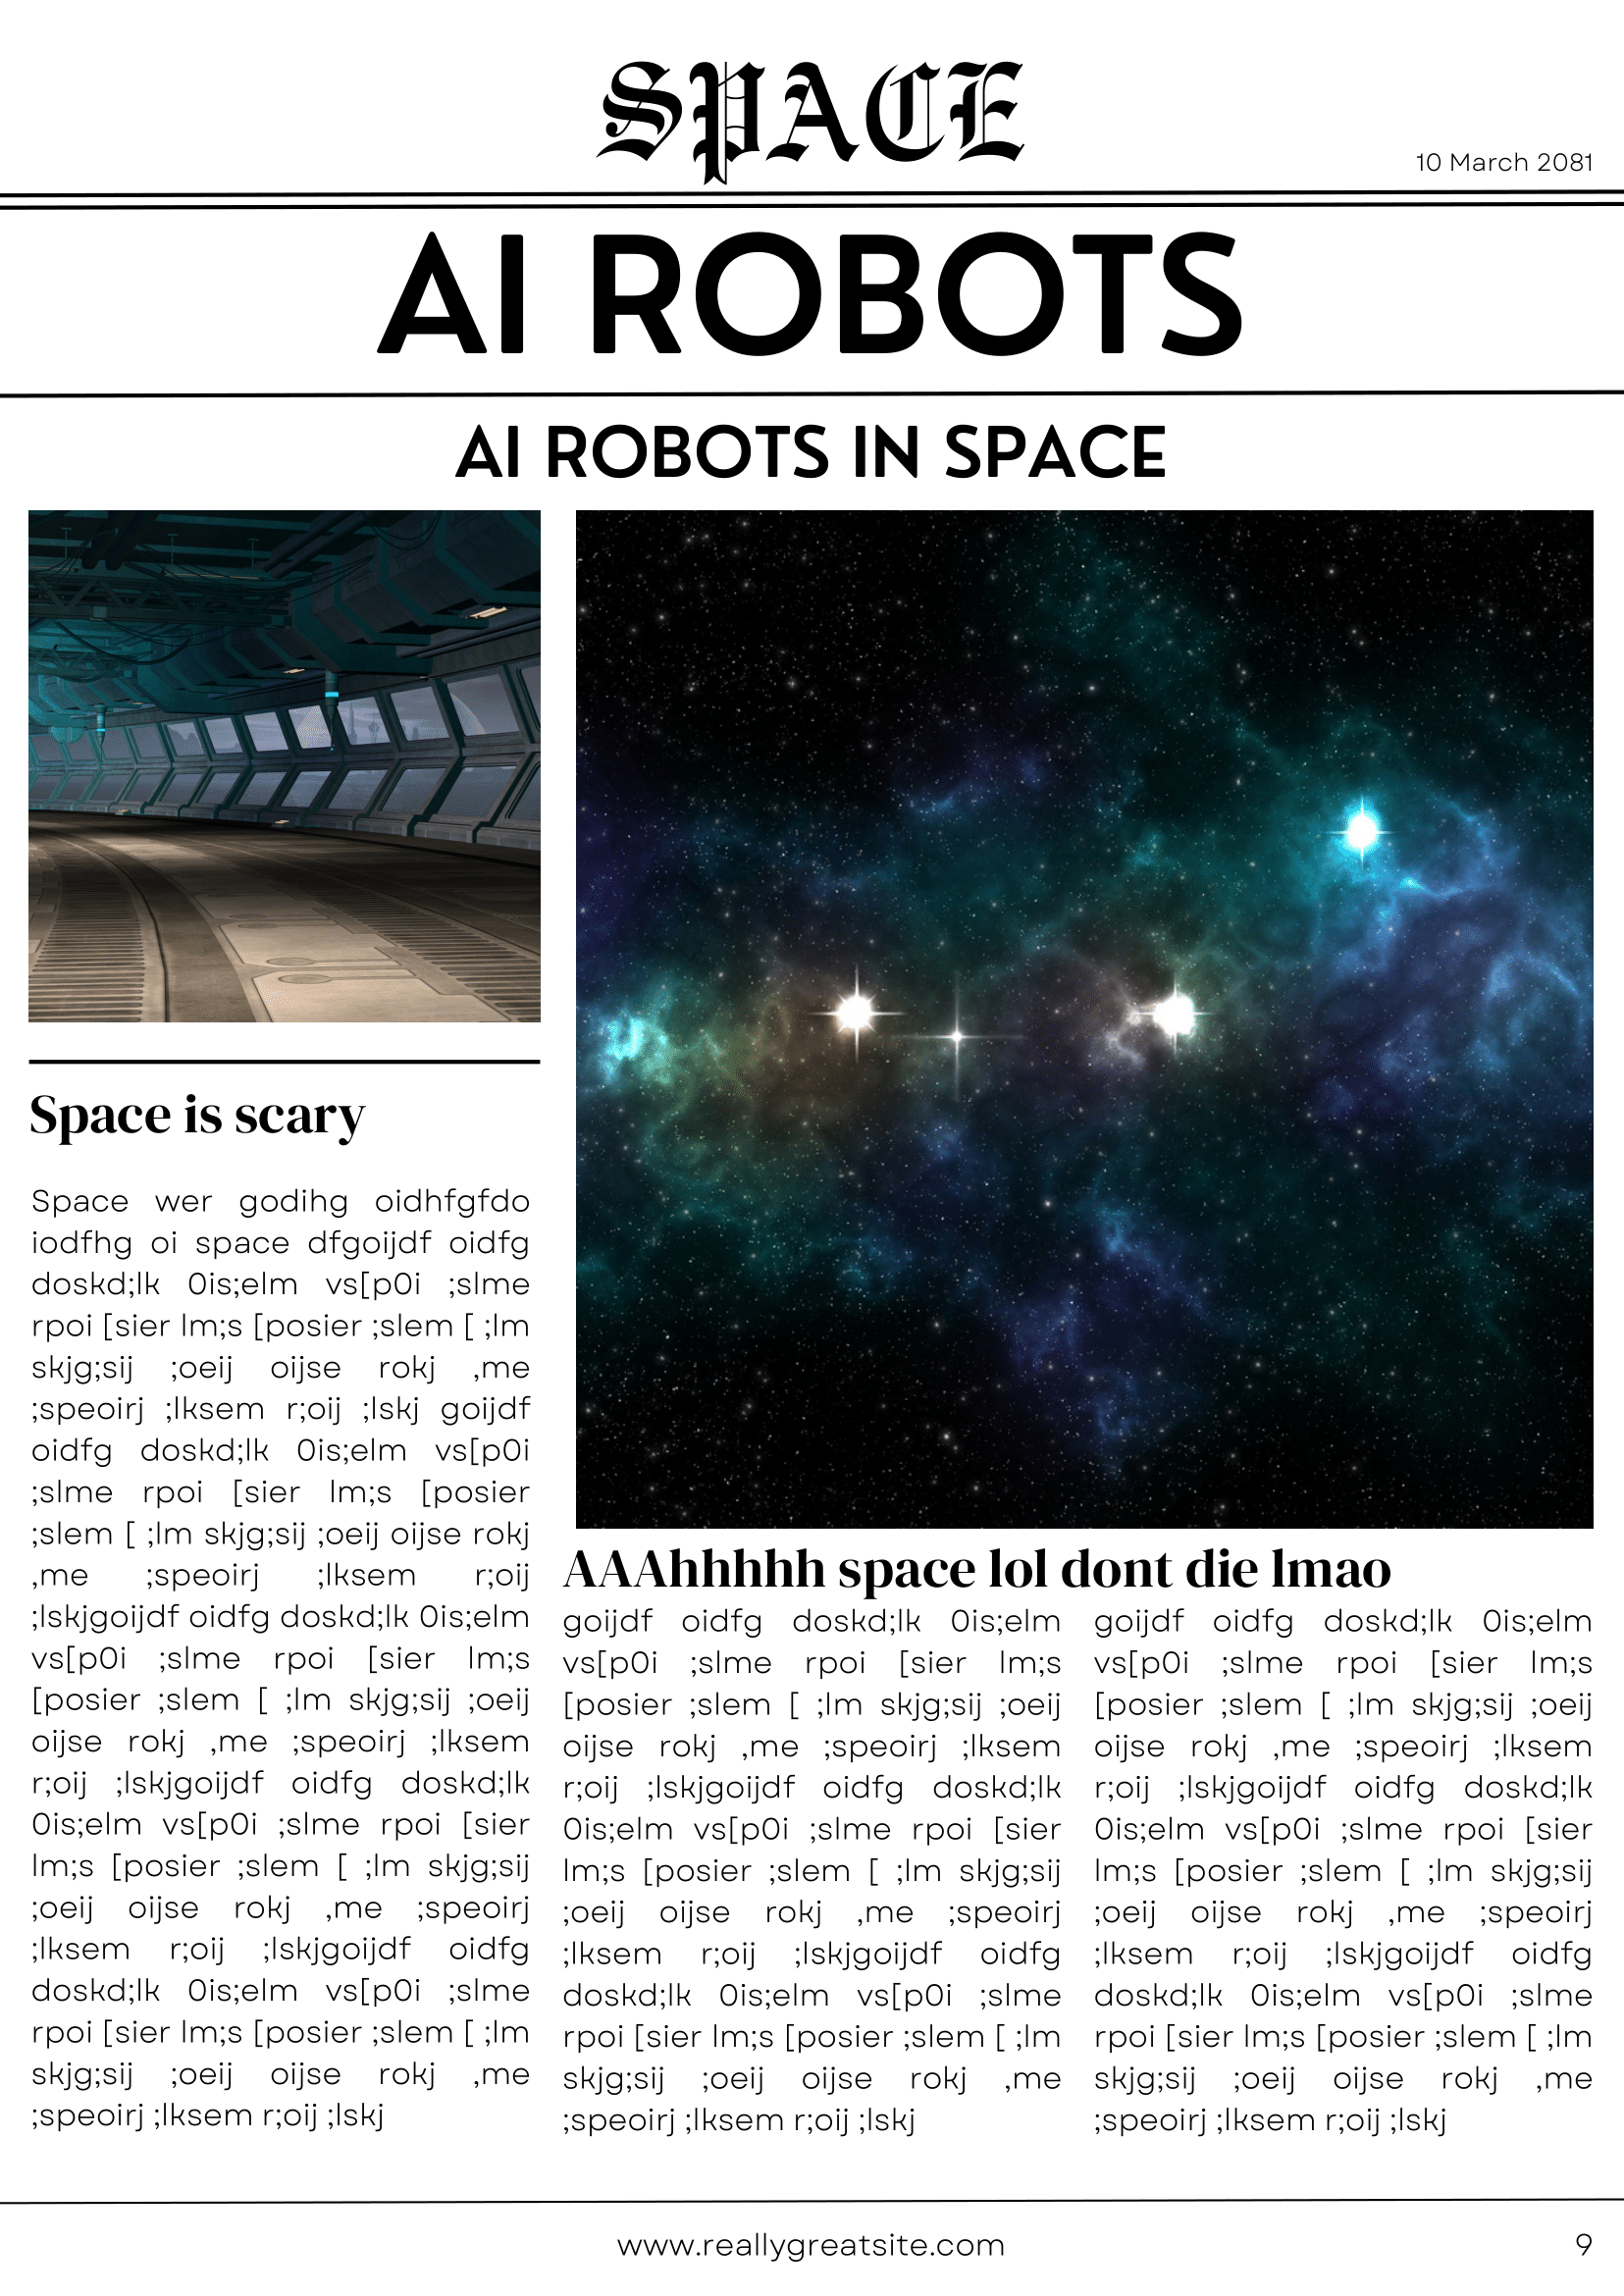 SPACE
10 March 2081
AI ROBOTS
AI ROBOTS IN SPACE
Space is scary
Space wer godihg oidhfgfdo
iodfhg oi space dfgoijdf oidfg
doskd;lk 0is;elm vs[p0i ;slme
rpoi [sier lm;s [posier ;slem [ ;lm
skjg;sij ;oeij oijse rokj ,me
;speoirj ;lksem r;oij ;lskj goijdf
oidfg doskd;lk 0is;elm vs[p0i
;slme rpoi [sier lm;s [posier
;slem [ ;lm skjg;sij ;oeij oijse rokj
,me ;speoirj ;lksem r;oij
;lskjgoijdf oidfg doskd;lk 0is;elm
vs[p0i ;slme rpoi [sier lm;s
[posier ;slem [ ;lm skjg;sij ;oeij
oijse rokj ,me ;speoirj ;lksem
r;oij ;lskjgoijdf oidfg doskd;lk
0is;elm vs[p0i ;slme rpoi [sier
lm;s [posier ;slem [ ;lm skjg;sij
;oeij oijse rokj ,me ;speoirj
;lksem r;oij ;lskjgoijdf oidfg
doskd;lk 0is;elm vs[p0i ;slme
rpoi [sier lm;s [posier ;slem [ ;lm
skjg;sij ;oeij oijse rokj ,me
;speoirj ;lksem r;oij ;lskj
AAAhhhhh space lol dont die lmao
goijdf oidfg doskd;lk 0is;elm
vs[p0i ;slme rpoi [sier lm;s
[posier ;slem [ ;lm skjg;sij ;oeij
oijse rokj ,me ;speoirj ;lksem
r;oij ;lskjgoijdf oidfg doskd;lk
0is;elm vs[p0i ;slme rpoi [sier
lm;s [posier ;slem [ ;lm skjg;sij
;oeij oijse rokj ,me ;speoirj
;lksem r;oij ;lskjgoijdf oidfg
doskd;lk 0is;elm vs[p0i ;slme
rpoi [sier lm;s [posier ;slem [ ;lm
skjg;sij ;oeij oijse rokj ,me
;speoirj ;lksem r;oij ;lskj
goijdf oidfg doskd;lk 0is;elm
vs[p0i ;slme rpoi [sier lm;s
[posier ;slem [ ;lm skjg;sij ;oeij
oijse rokj ,me ;speoirj ;lksem
r;oij ;lskjgoijdf oidfg doskd;lk
0is;elm vs[p0i ;slme rpoi [sier
lm;s [posier ;slem [ ;lm skjg;sij
;oeij oijse rokj ,me ;speoirj
;lksem r;oij ;lskjgoijdf oidfg
doskd;lk 0is;elm vs[p0i ;slme
rpoi [sier lm;s [posier ;slem [ ;lm
skjg;sij ;oeij oijse rokj ,me
;speoirj ;lksem r;oij ;lskj
www.reallygreatsite.com
9